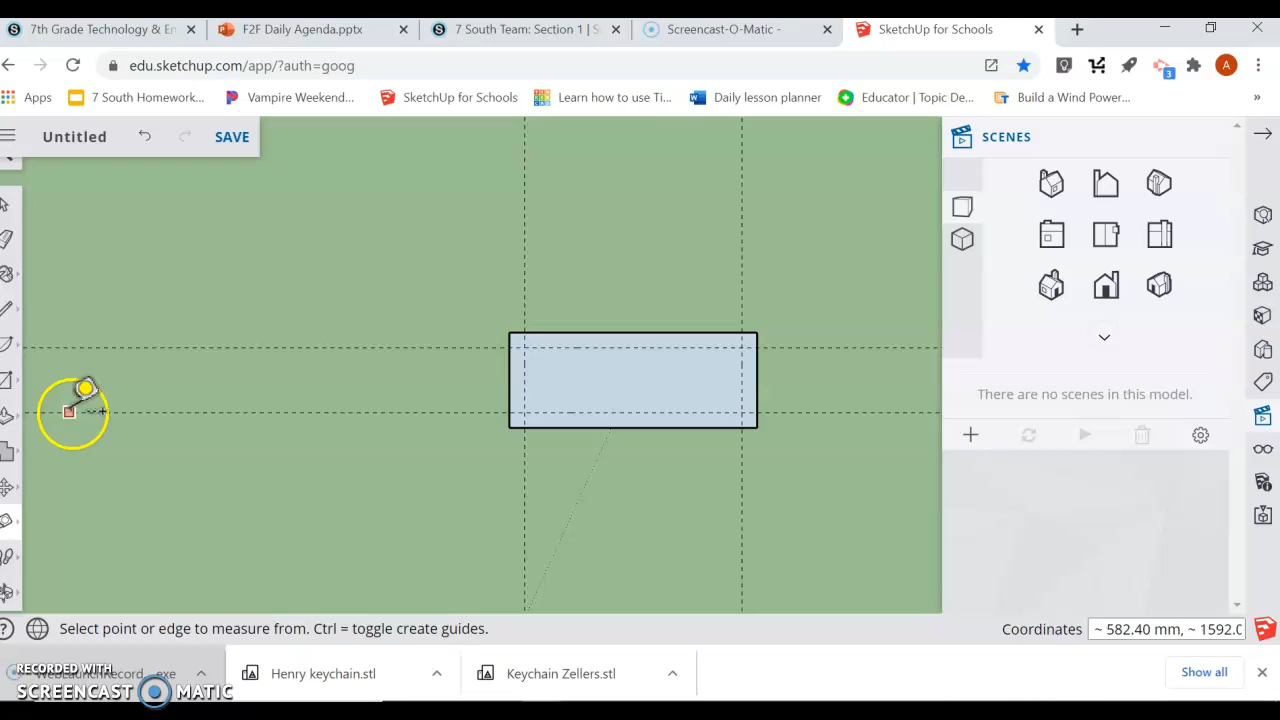 7th Grade Technology & En
F2F Daily Agenda.pptx
7 South Team: Section 1 | S
Screencast-O-Matic -
SketchUp for Schools
edu.sketchup.com/app/?auth=goog
3
A
Apps
7 South Homework...
Vampire Weekend...
SketchUp for Schools
Learn how to use Ti...
Daily lesson planner
Educator | Topic De...
Build a Wind Power...
»
Untitled
SAVE
SCENES
There are no scenes in this model.
Select point or edge to measure from. Ctrl = toggle create guides.
Coordinates
~ 582.40 mm, ~ 1592.0
WebLaunchRecord....exe
Henry keychain.stl
Keychain Zellers.stl
Show all
RECORDED WITH
SCREENCAST MATIC